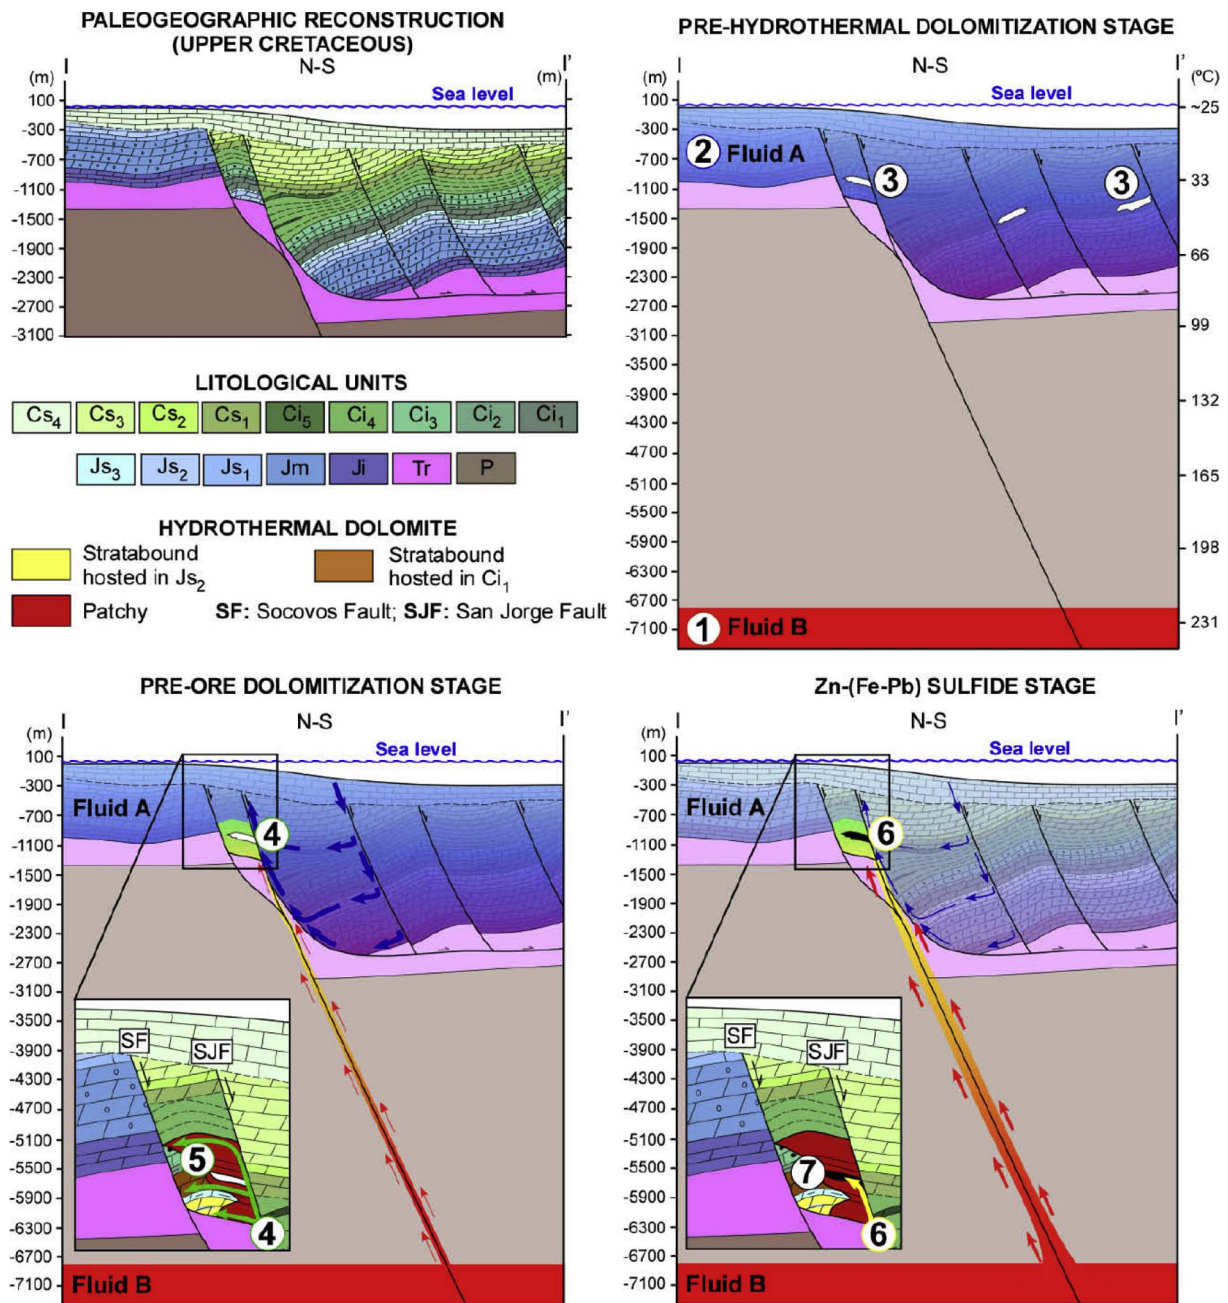 PALEOGEOGRAPHIC RECONSTRUCTION
(UPPER CRETACEOUS)
I N-S I'
(m) (m)
Sea level
100
-300
-700
-1100
-1500
-1900
-2300
-2700
-3100
LITOLOGICAL UNITS
Cs4 Cs3 Cs2 Cs1 Ci5 Ci4 Ci3 Ci2 Ci1
Js3 Js2 Js1 Jm Ji Tr P
HYDROTHERMAL DOLOMITE
Stratabound
hosted in Js2
Stratabound
hosted in Ci1
Patchy SF: Socovos Fault; SJF: San Jorge Fault
PRE-HYDROTHERMAL DOLOMITIZATION STAGE
I N-S I'
(m) (ºC)
Sea level
100
-300
-700
-1100
-1500
-1900
-2300
-2700
-3100
-3500
-3900
-4300
-4700
-5100
-5500
-5900
-6300
-6700
-7100
~25
33
66
99
132
165
198
231
2 Fluid A
3
3
1 Fluid B
PRE-ORE DOLOMITIZATION STAGE
I N-S I'
(m)
Sea level
100
-300
-700
-1100
-1500
-1900
-2300
-2700
-3100
-3500
-3900
-4300
-4700
-5100
-5500
-5900
-6300
-6700
-7100
Fluid A
4
SF
SJF
5
4
Fluid B
Zn-(Fe-Pb) SULFIDE STAGE
I N-S I'
(m)
Sea level
100
-300
-700
-1100
-1500
-1900
-2300
-2700
-3100
-3500
-3900
-4300
-4700
-5100
-5500
-5900
-6300
-6700
-7100
Fluid A
6
SF
SJF
7
6
Fluid B